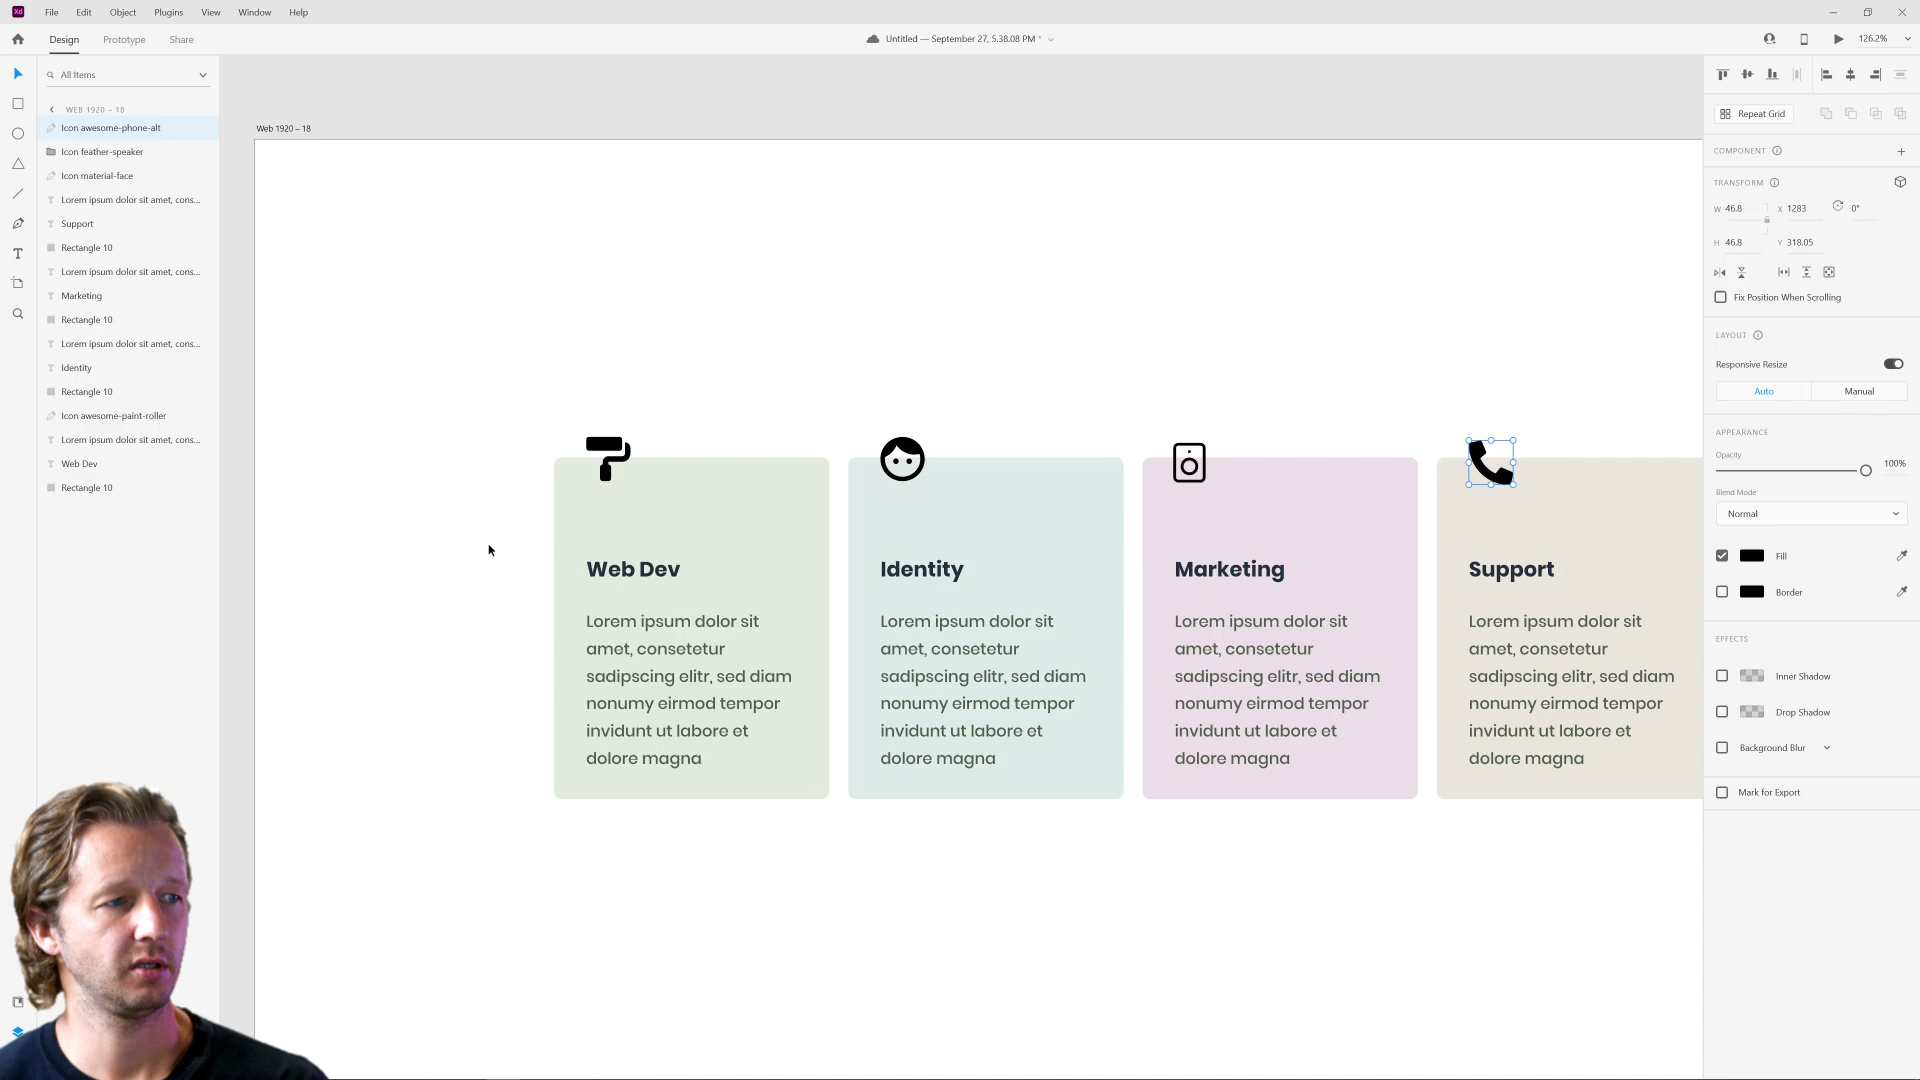 Xd File Edit Object Plugins View Window Help
Design Prototype Share Untitled — September 27, 5.38.08 PM * 126.2%
All Items
WEB 1920 – 18
Icon awesome-phone-alt
Icon feather-speaker
Icon material-face
Lorem ipsum dolor sit amet, cons...
Support
Rectangle 10
Lorem ipsum dolor sit amet, cons...
Marketing
Rectangle 10
Lorem ipsum dolor sit amet, cons...
Identity
Rectangle 10
Icon awesome-paint-roller
Lorem ipsum dolor sit amet, cons...
Web Dev
Rectangle 10
Web 1920 – 18
Web Dev
Lorem ipsum dolor sit
amet, consetetur
sadipscing elitr, sed diam
nonumy eirmod tempor
invidunt ut labore et
dolore magna
Identity
Lorem ipsum dolor sit
amet, consetetur
sadipscing elitr, sed diam
nonumy eirmod tempor
invidunt ut labore et
dolore magna
Marketing
Lorem ipsum dolor sit
amet, consetetur
sadipscing elitr, sed diam
nonumy eirmod tempor
invidunt ut labore et
dolore magna
Support
Lorem ipsum dolor sit
amet, consetetur
sadipscing elitr, sed diam
nonumy eirmod tempor
invidunt ut labore et
dolore magna
Repeat Grid
COMPONENT
TRANSFORM
W 46.8 X 1283 0°
H 46.8 Y 318.05
Fix Position When Scrolling
LAYOUT
Responsive Resize
Auto Manual
APPEARANCE
Opacity
100%
Blend Mode
Normal
Fill
Border
EFFECTS
Inner Shadow
Drop Shadow
Background Blur
Mark for Export